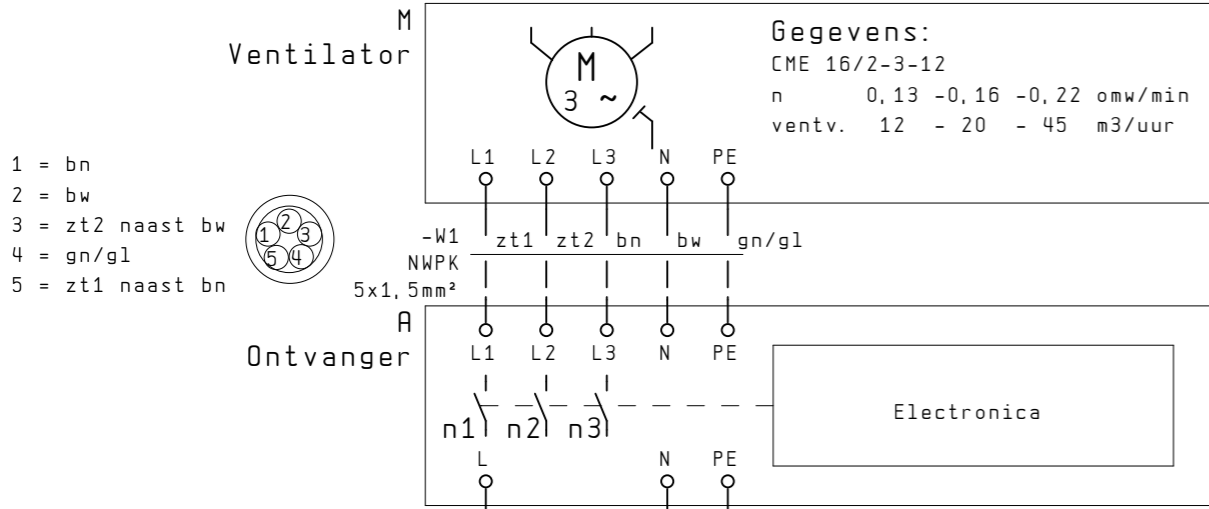 M
Ventilator
M
3 ~
Gegevens:
CME 16/2-3-12
n 0,13 -0,16 -0,22 omw/min
ventv. 12 - 20 - 45 m3/uur
L1 L2 L3 N PE
1 = bn
2 = bw
3 = zt2 naast bw
4 = gn/gl
5 = zt1 naast bn
2
1 3
5 4
-W1 zt1 zt2 bn bw gn/gl
NWPK
5x1,5mm²
A
Ontvanger
L1 L2 L3 N PE
n1 n2 n3
Electronica
L N PE